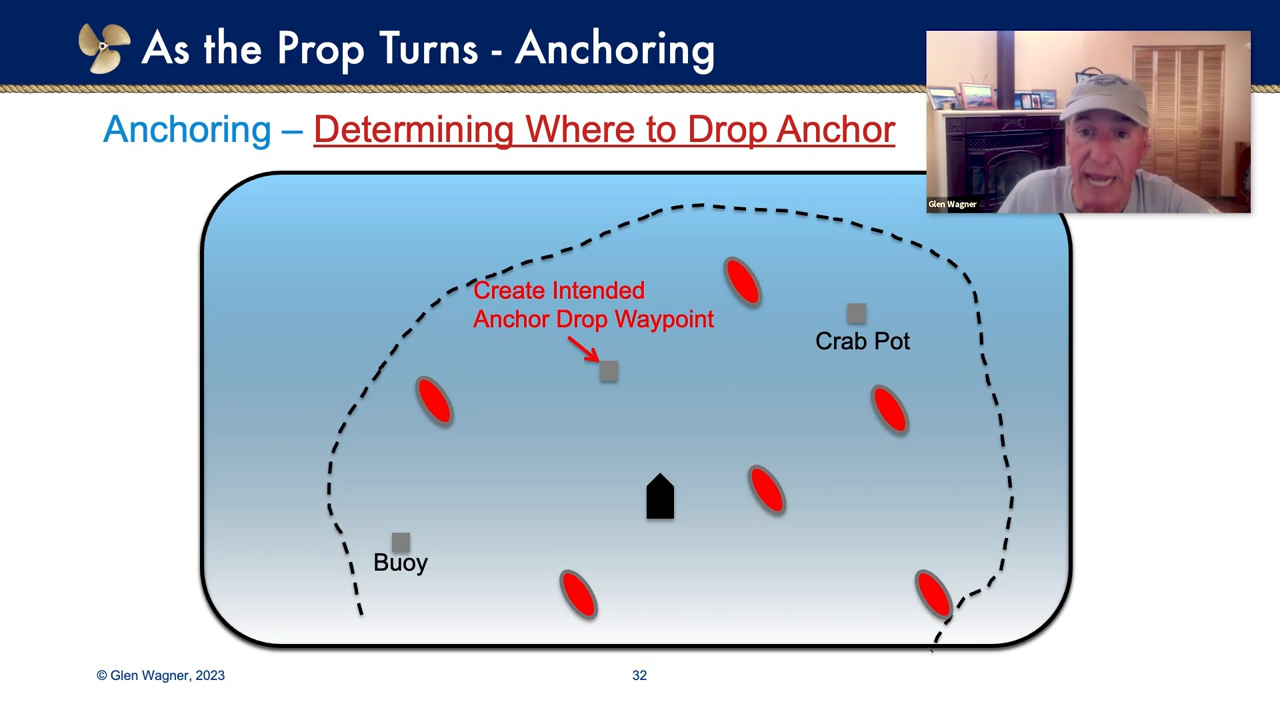 As the Prop Turns - Anchoring
Glen Wagner
Anchoring – Determining Where to Drop Anchor
Create Intended
Anchor Drop Waypoint
Crab Pot
Buoy
© Glen Wagner, 2023
32